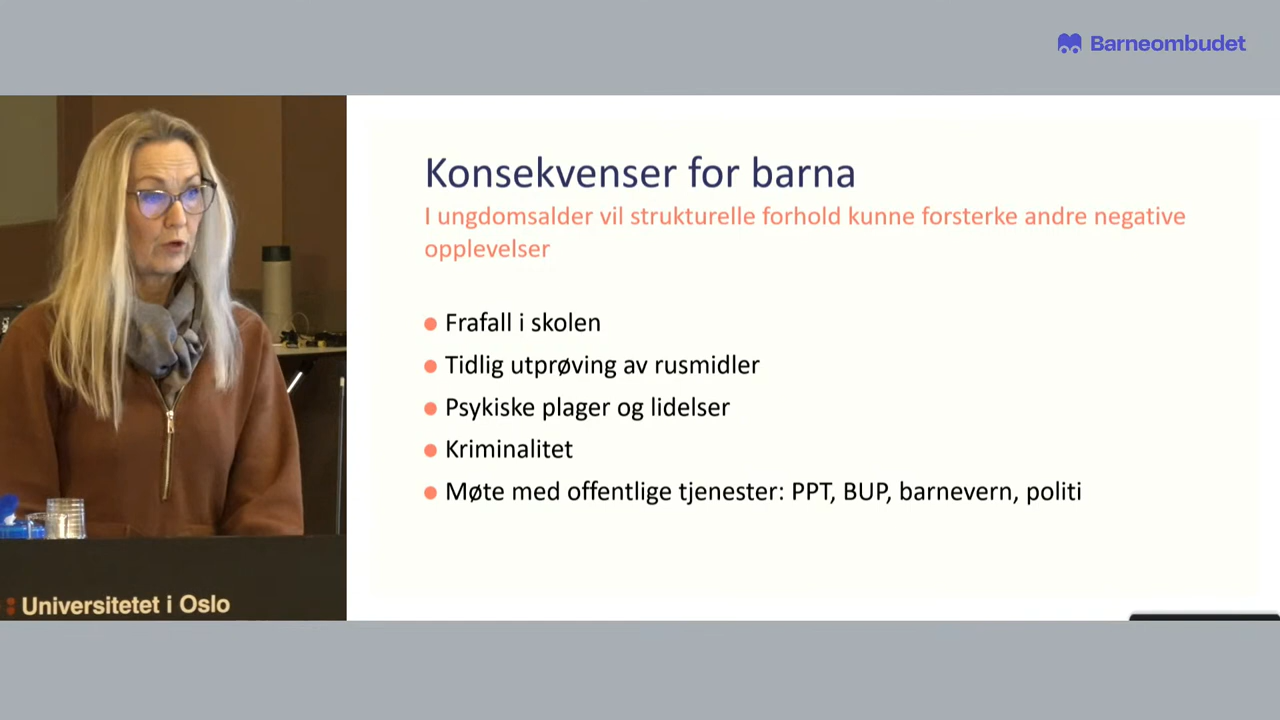 Barneombudet
Konsekvenser for barna
I ungdomsalder vil strukturelle forhold kunne forsterke andre negative
opplevelser
Frafall i skolen
Tidlig utprøving av rusmidler
Psykiske plager og lidelser
Kriminalitet
Møte med offentlige tjenester: PPT, BUP, barnevern, politi
Universitetet i Oslo